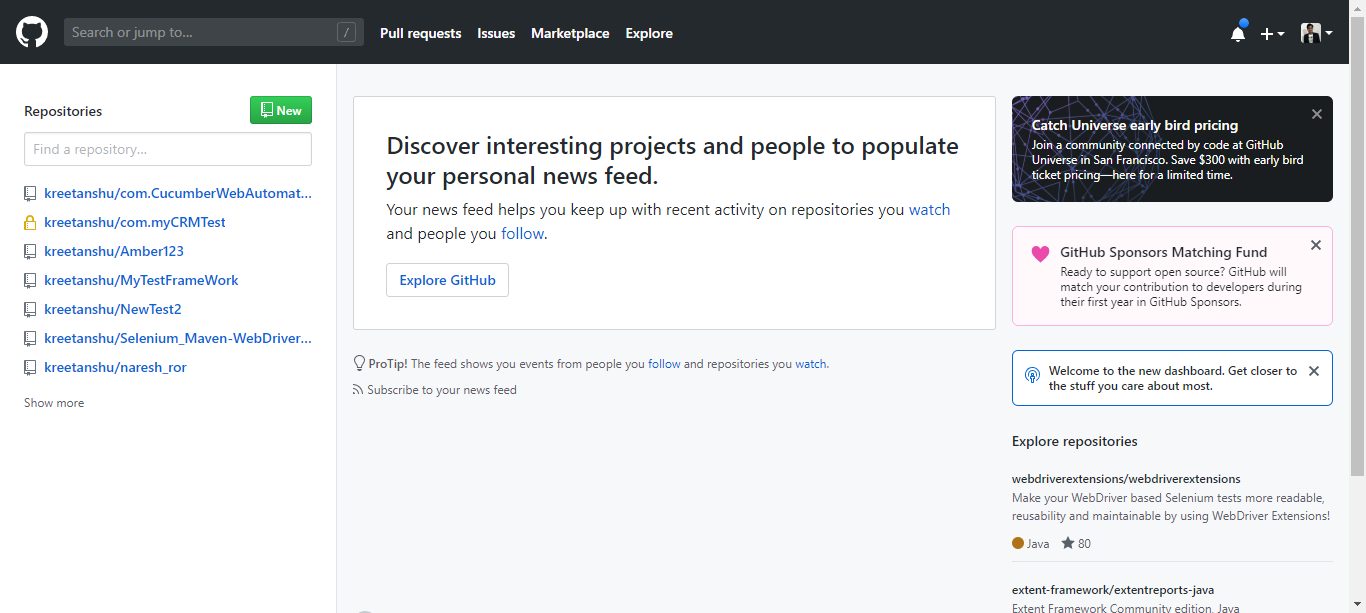 Search or jump to...
/
Pull requests
Issues
Marketplace
Explore
Repositories
New
Find a repository...
kreetanshu/com.CucumberWebAutomat...
kreetanshu/com.myCRMTest
kreetanshu/Amber123
kreetanshu/MyTestFrameWork
kreetanshu/NewTest2
kreetanshu/Selenium_Maven-WebDriver...
kreetanshu/naresh_ror
Show more
Discover interesting projects and people to populate
your personal news feed.
Your news feed helps you keep up with recent activity on repositories you watch
and people you follow.
Explore GitHub
ProTip! The feed shows you events from people you follow and repositories you watch.
Subscribe to your news feed
Catch Universe early bird pricing
Join a community connected by code at GitHub
Universe in San Francisco. Save $300 with early bird
ticket pricing—here for a limited time.
GitHub Sponsors Matching Fund
Ready to support open source? GitHub will
match your contribution to developers during
their first year in GitHub Sponsors.
Welcome to the new dashboard. Get closer to
the stuff you care about most.
Explore repositories
webdriverextensions/webdriverextensions
Make your WebDriver based Selenium tests more readable,
reusability and maintainable by using WebDriver Extensions!
Java
80
extent-framework/extentreports-java
Extent Framework Community edition, Java